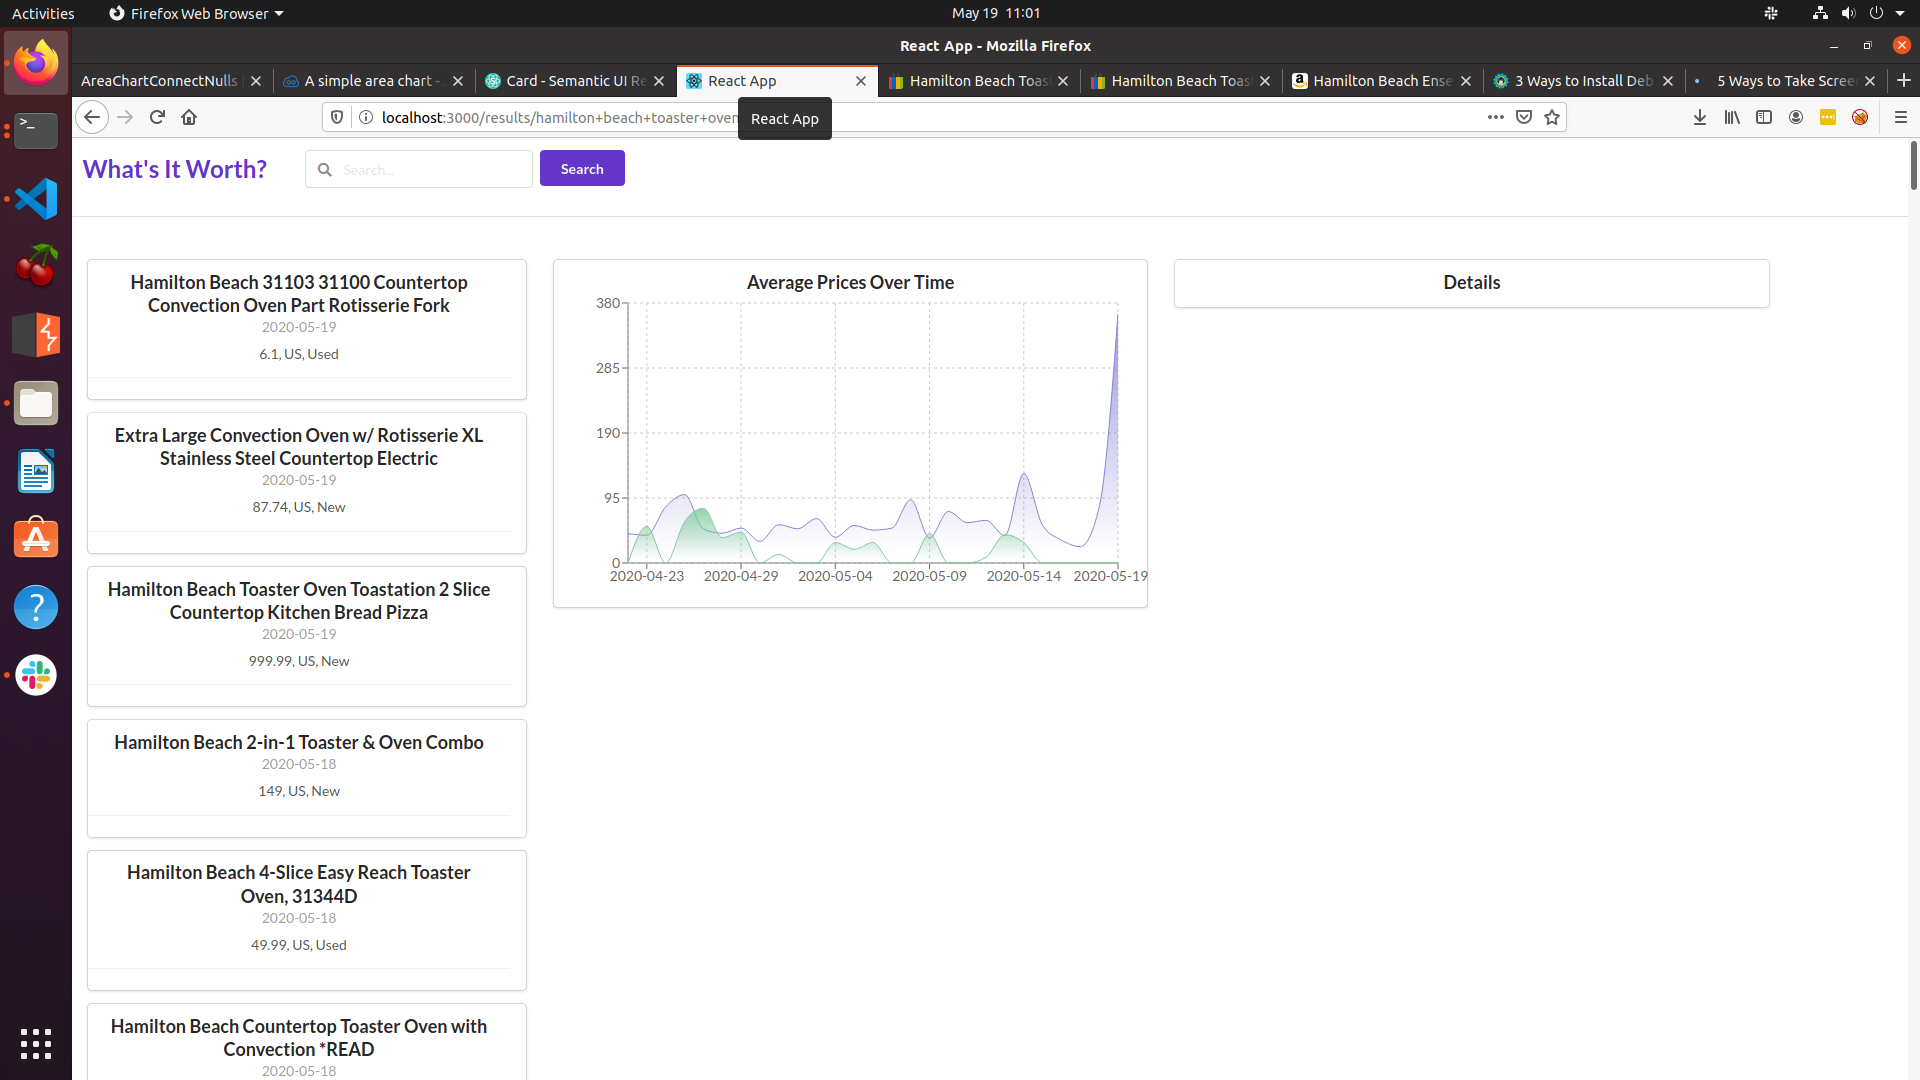 Activities
Firefox Web Browser
May 19 11:01
React App - Mozilla Firefox
AreaChartConnectNulls
A simple area chart -
Card - Semantic UI Re
React App
Hamilton Beach Toas
Hamilton Beach Toas
Hamilton Beach Ense
3 Ways to Install Deb
5 Ways to Take Screen
localhost:3000/results/hamilton+beach+toaster+oven
React App
What's It Worth?
Search...
Search
Hamilton Beach 31103 31100 Countertop
Convection Oven Part Rotisserie Fork
2020-05-19
6.1, US, Used
Extra Large Convection Oven w/ Rotisserie XL
Stainless Steel Countertop Electric
2020-05-19
87.74, US, New
Hamilton Beach Toaster Oven Toastation 2 Slice
Countertop Kitchen Bread Pizza
2020-05-19
999.99, US, New
Hamilton Beach 2-in-1 Toaster & Oven Combo
2020-05-18
149, US, New
Hamilton Beach 4-Slice Easy Reach Toaster
Oven, 31344D
2020-05-18
49.99, US, Used
Hamilton Beach Countertop Toaster Oven with
Convection *READ
2020-05-18
Average Prices Over Time
380
285
190
95
0
2020-04-23 2020-04-29 2020-05-04 2020-05-09 2020-05-14 2020-05-19
Details